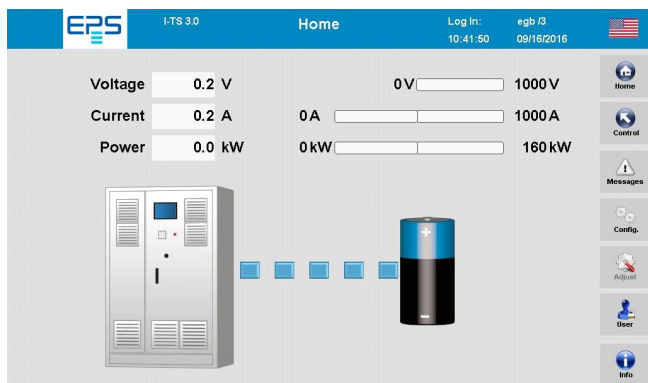 EPS I-TS 3.0 Home Log In: egb /3
10:41:50 09/16/2016
Voltage 0.2 V 0 V 1000 V
Current 0.2 A 0 A 1000 A
Power 0.0 kW 0 kW 160 kW
Home
Control
Messages
Config.
Adjust
User
Info
+
-